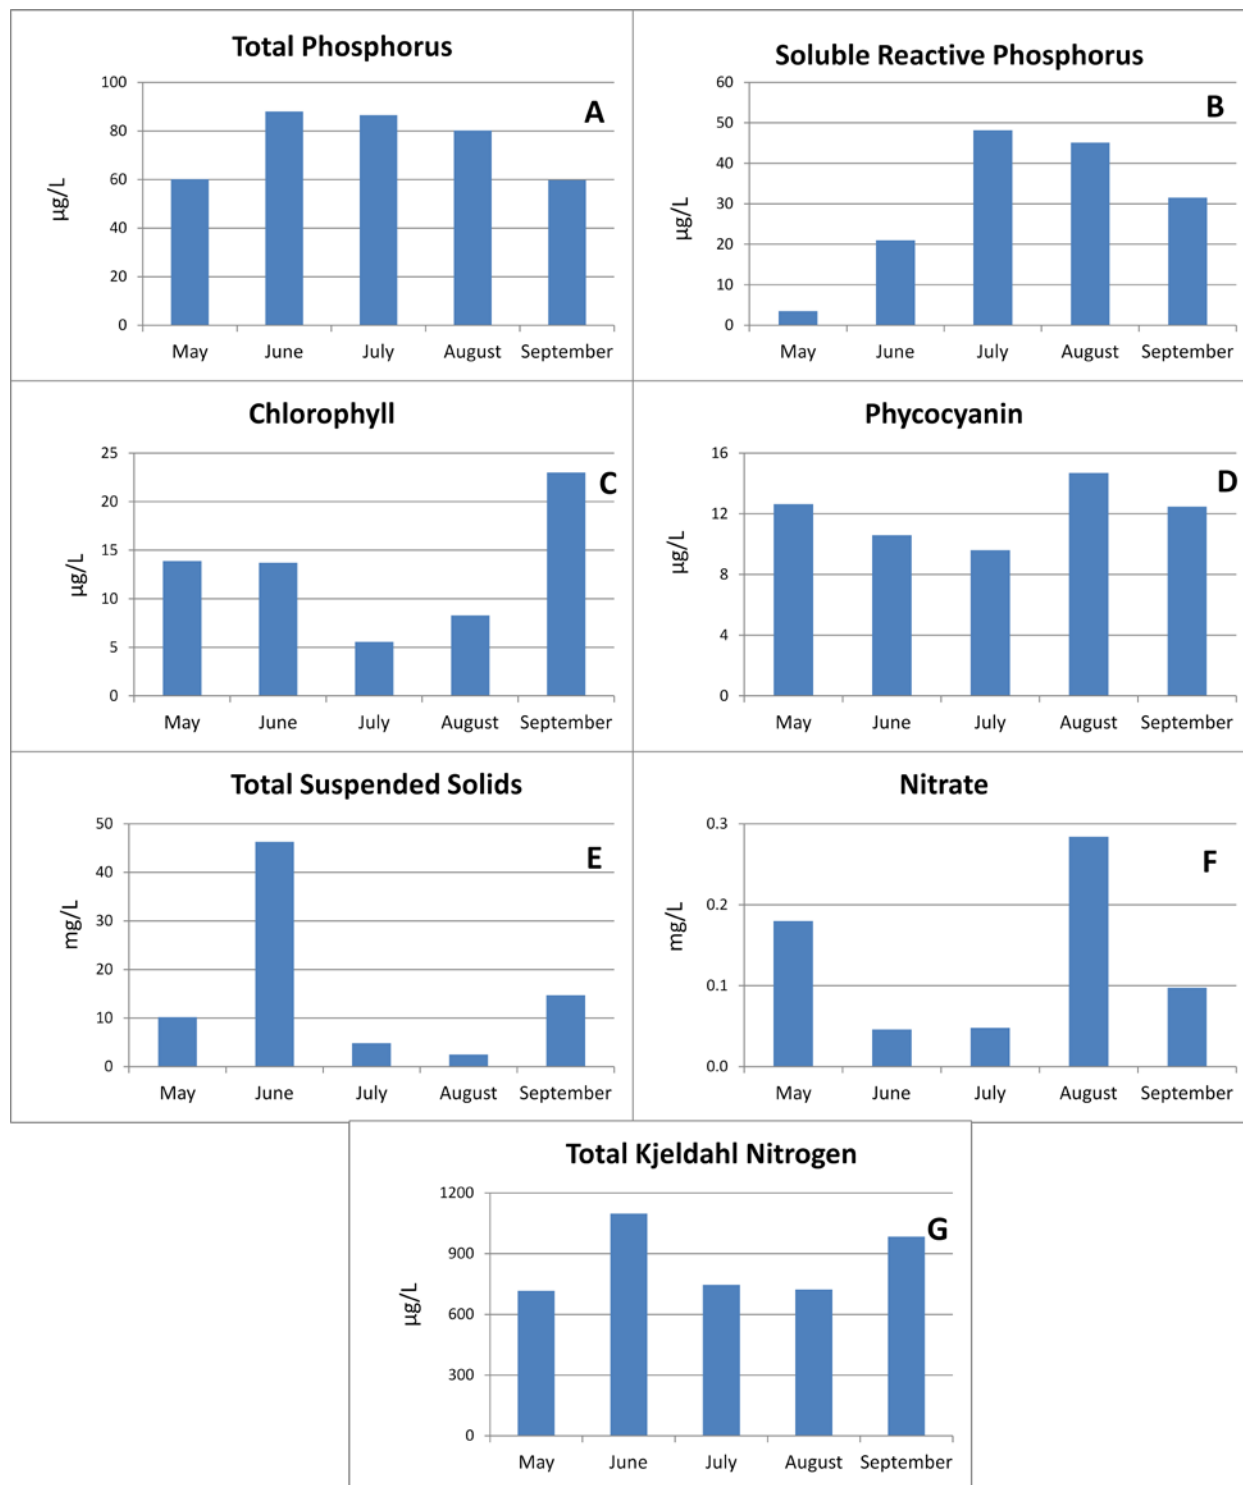 Total Phosphorus
A
µg/L
100
80
60
40
20
0
May June July August September
Soluble Reactive Phosphorus
B
µg/L
60
50
40
30
20
10
0
May June July August September
Chlorophyll
C
µg/L
25
20
15
10
5
0
May June July August September
Phycocyanin
D
µg/L
16
12
8
4
0
May June July August September
Total Suspended Solids
E
mg/L
50
40
30
20
10
0
May June July August September
Nitrate
F
mg/L
0.3
0.2
0.1
0.0
May June July August September
Total Kjeldahl Nitrogen
G
µg/L
1200
900
600
300
0
May June July August September